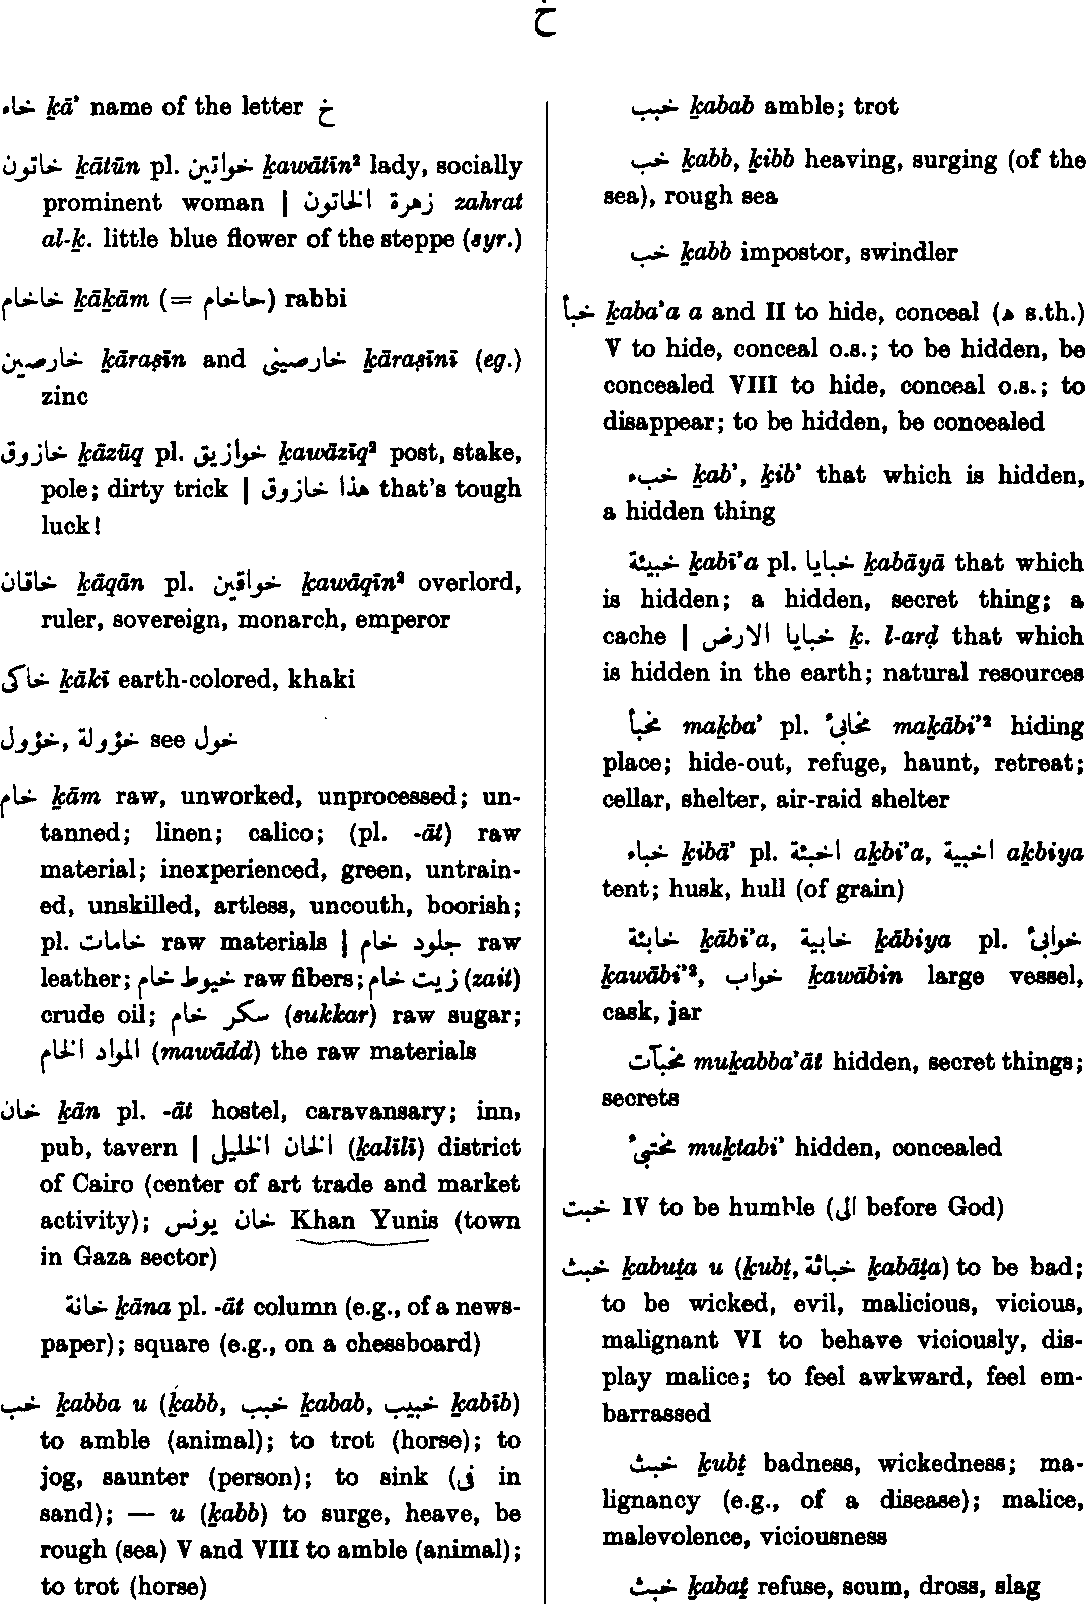 خ
خاء ḵā’ name of the letter خ
خاتون ḵātūn pl. خواتين ḵawātīn² lady, socially
prominent woman | زهرة الخاتون zahrat
al-ḵ. little blue flower of the steppe (syr.)
خاخام ḵāḵām (= حاخام) rabbi
خارصين ḵāraṣīn and خارصينى ḵāraṣīnī (eg.)
zinc
خازوق ḵāzūq pl. خوازيق ḵawāzīq² post, stake,
pole; dirty trick | هذا خازوق that’s tough
luck!
خاقان ḵāqān pl. خواقين ḵawāqīn² overlord,
ruler, sovereign, monarch, emperor
خاكى ḵākī earth-colored, khaki
خؤول, خؤولة see خول
خام ḵām raw, unworked, unprocessed; un-
tanned; linen; calico; (pl. -āt) raw
material; inexperienced, green, untrain-
ed, unskilled, artless, uncouth, boorish;
pl. خامات raw materials | جلود خام raw
leather; خيوط خام raw fibers; زيت خام (zait)
crude oil; سكر خام (sukkar) raw sugar;
المواد الخام (mawādd) the raw materials
خان ḵān pl. -āt hostel, caravansary; inn,
pub, tavern | الخان الخليلى (ḵalīlī) district
of Cairo (center of art trade and market
activity); خان يونس Khan Yunis (town
in Gaza sector)
خانة ḵāna pl. -āt column (e.g., of a news-
paper); square (e.g., on a chessboard)
خب ḵabba u (ḵabb, خبب ḵabab, خبيب ḵabīb)
to amble (animal); to trot (horse); to
jog, saunter (person); to sink (فى in
sand); — u (ḵabb) to surge, heave, be
rough (sea) V and VIII to amble (animal);
to trot (horse)
خبب ḵabab amble; trot
خب ḵabb, ḵibb heaving, surging (of the
sea), rough sea
خب ḵabb impostor, swindler
خبأ ḵaba’a a and II to hide, conceal (ه s.th.)
V to hide, conceal o.s.; to be hidden, be
concealed VIII to hide, conceal o.s.; to
disappear; to be hidden, be concealed
خبء ḵab’, ḵib’ that which is hidden,
a hidden thing
خبيئة ḵabī’a pl. خبايا ḵabāyā that which
is hidden; a hidden, secret thing; a
cache | خبايا الارض ḵ. l-arḍ that which
is hidden in the earth; natural resources
مخبأ maḵba’ pl. مخابئ maḵābi’² hiding
place; hide-out, refuge, haunt, retreat;
cellar, shelter, air-raid shelter
خباء ḵibā’ pl. اخبئة aḵbi’a, اخبية aḵbiya
tent; husk, hull (of grain)
خابئة ḵābi’a, خابية ḵābiya pl. خوابئ
ḵawābi’², خواب ḵawābin large vessel,
cask, jar
مخبآت muḵabba’āt hidden, secret things;
secrets
مختبئ muḵtabi’ hidden, concealed
خبت IV to be humble (الى before God)
خبث ḵabuṯa u (ḵubṯ, خباثة ḵabāṯa) to be bad;
to be wicked, evil, malicious, vicious,
malignant VI to behave viciously, dis-
play malice; to feel awkward, feel em-
barrassed
خبث ḵubṯ badness, wickedness; ma-
lignancy (e.g., of a disease); malice,
malevolence, viciousness
خبث ḵabaṯ refuse, scum, dross, slag